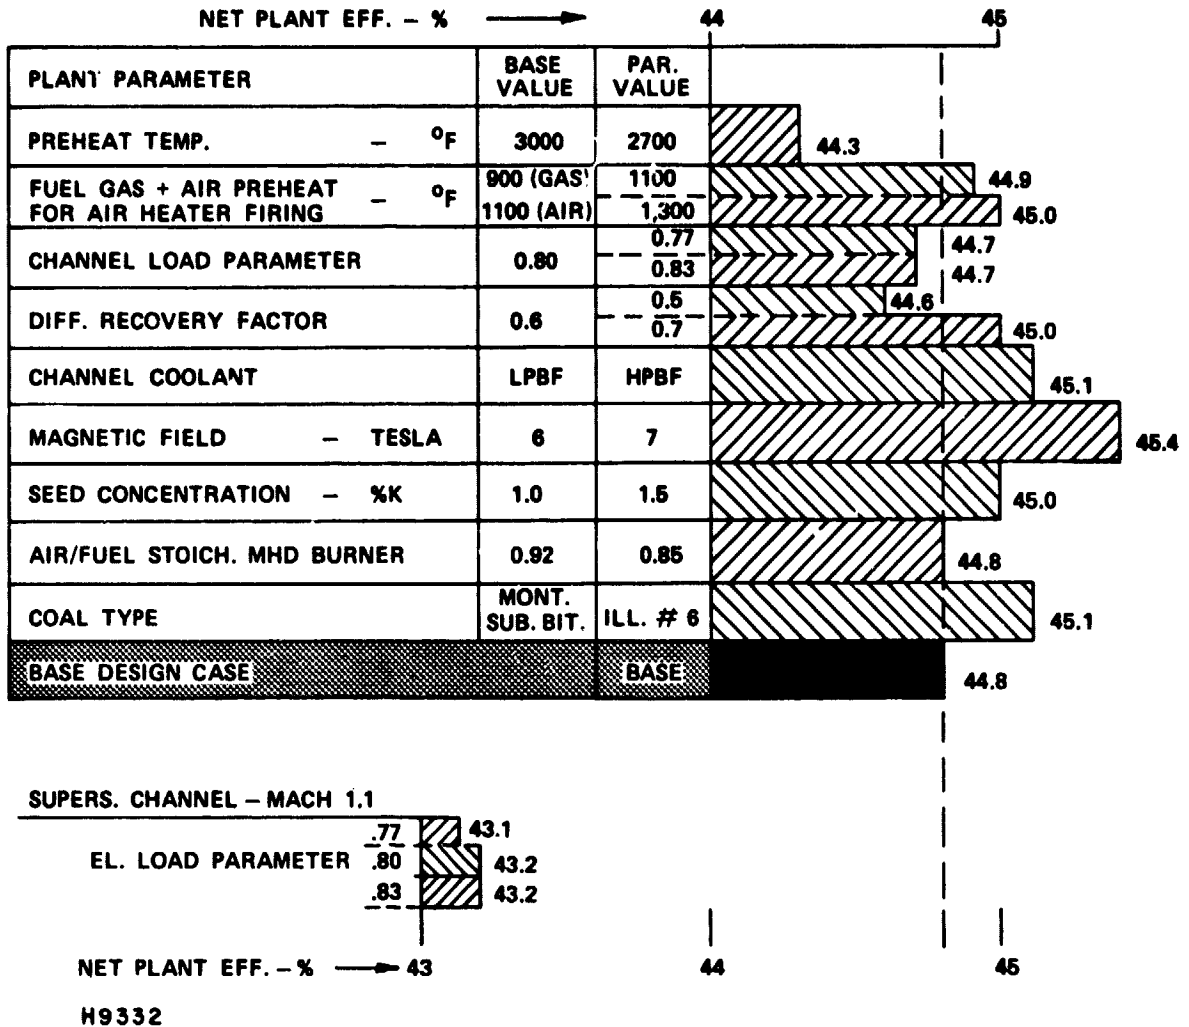 NET PLANT EFF. – % 44 45
PLANT PARAMETER BASE VALUE PAR. VALUE
PREHEAT TEMP. – °F 3000 2700 44.3
FUEL GAS + AIR PREHEAT FOR AIR HEATER FIRING – °F
900 (GAS) 1100 44.9
1100 (AIR) 1,300 45.0
CHANNEL LOAD PARAMETER 0.80
0.77 44.7
0.83 44.7
DIFF. RECOVERY FACTOR 0.6
0.5 44.6
0.7 45.0
CHANNEL COOLANT LPBF HPBF 45.1
MAGNETIC FIELD – TESLA 6 7 45.4
SEED CONCENTRATION – %K 1.0 1.5 45.0
AIR/FUEL STOICH. MHD BURNER 0.92 0.85 44.8
COAL TYPE MONT. SUB. BIT. ILL. # 6 45.1
BASE DESIGN CASE BASE 44.8
SUPERS. CHANNEL – MACH 1.1
.77 43.1
EL. LOAD PARAMETER .80 43.2
.83 43.2
NET PLANT EFF. – % 43 44 45
H9332